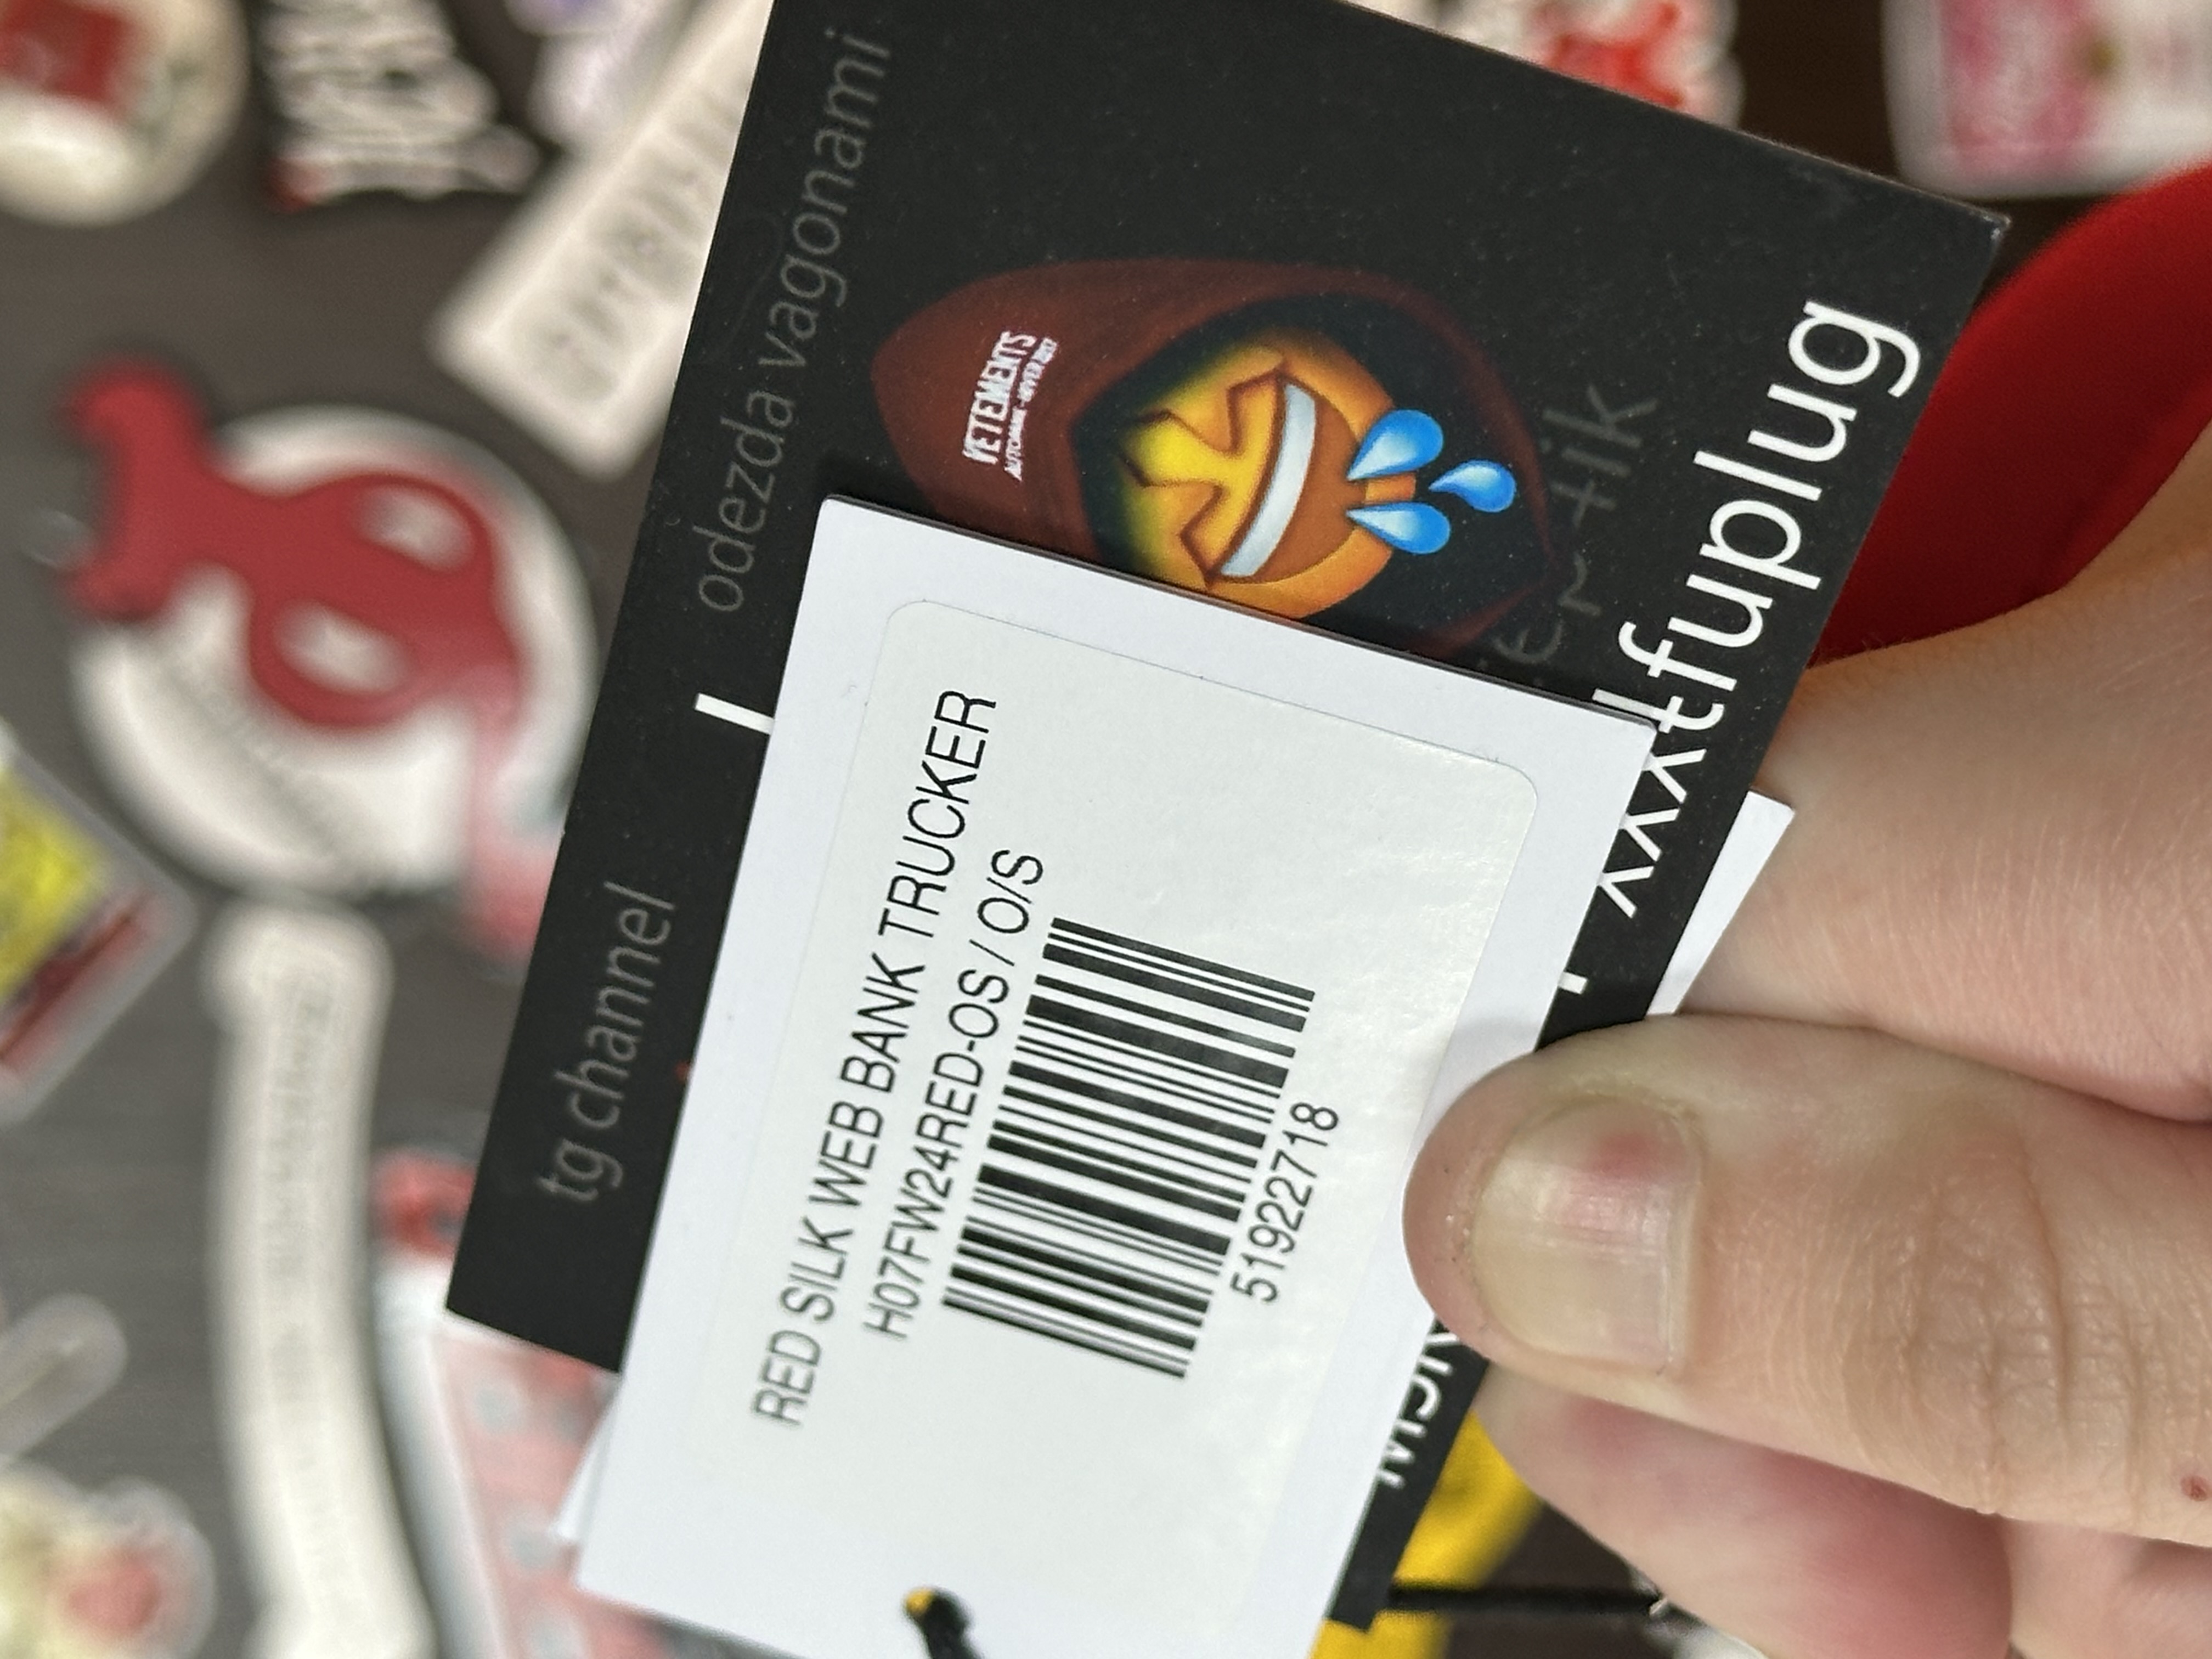 odezda vagonami
VETEMENTS
tg channel
xxxtfuplug
RED SILK WEB BANK TRUCKER
H07FW24RED-OS / O/S
51922718